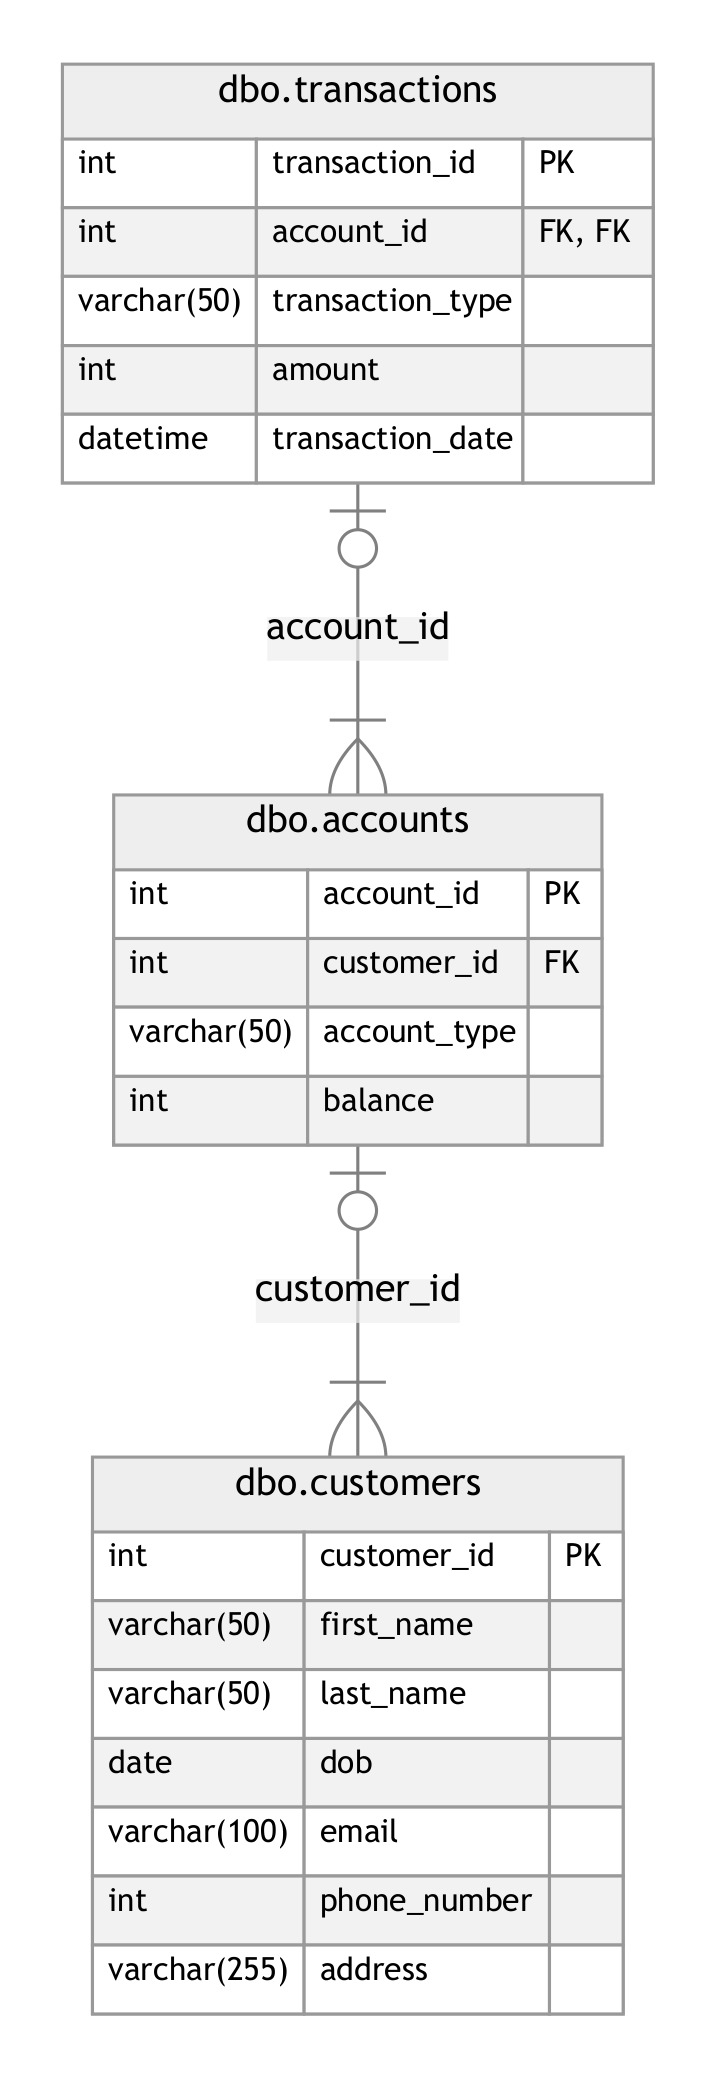 dbo.transactions
int transaction_id PK
int account_id FK, FK
varchar(50) transaction_type
int amount
datetime transaction_date
account_id
dbo.accounts
int account_id PK
int customer_id FK
varchar(50) account_type
int balance
customer_id
dbo.customers
int customer_id PK
varchar(50) first_name
varchar(50) last_name
date dob
varchar(100) email
int phone_number
varchar(255) address